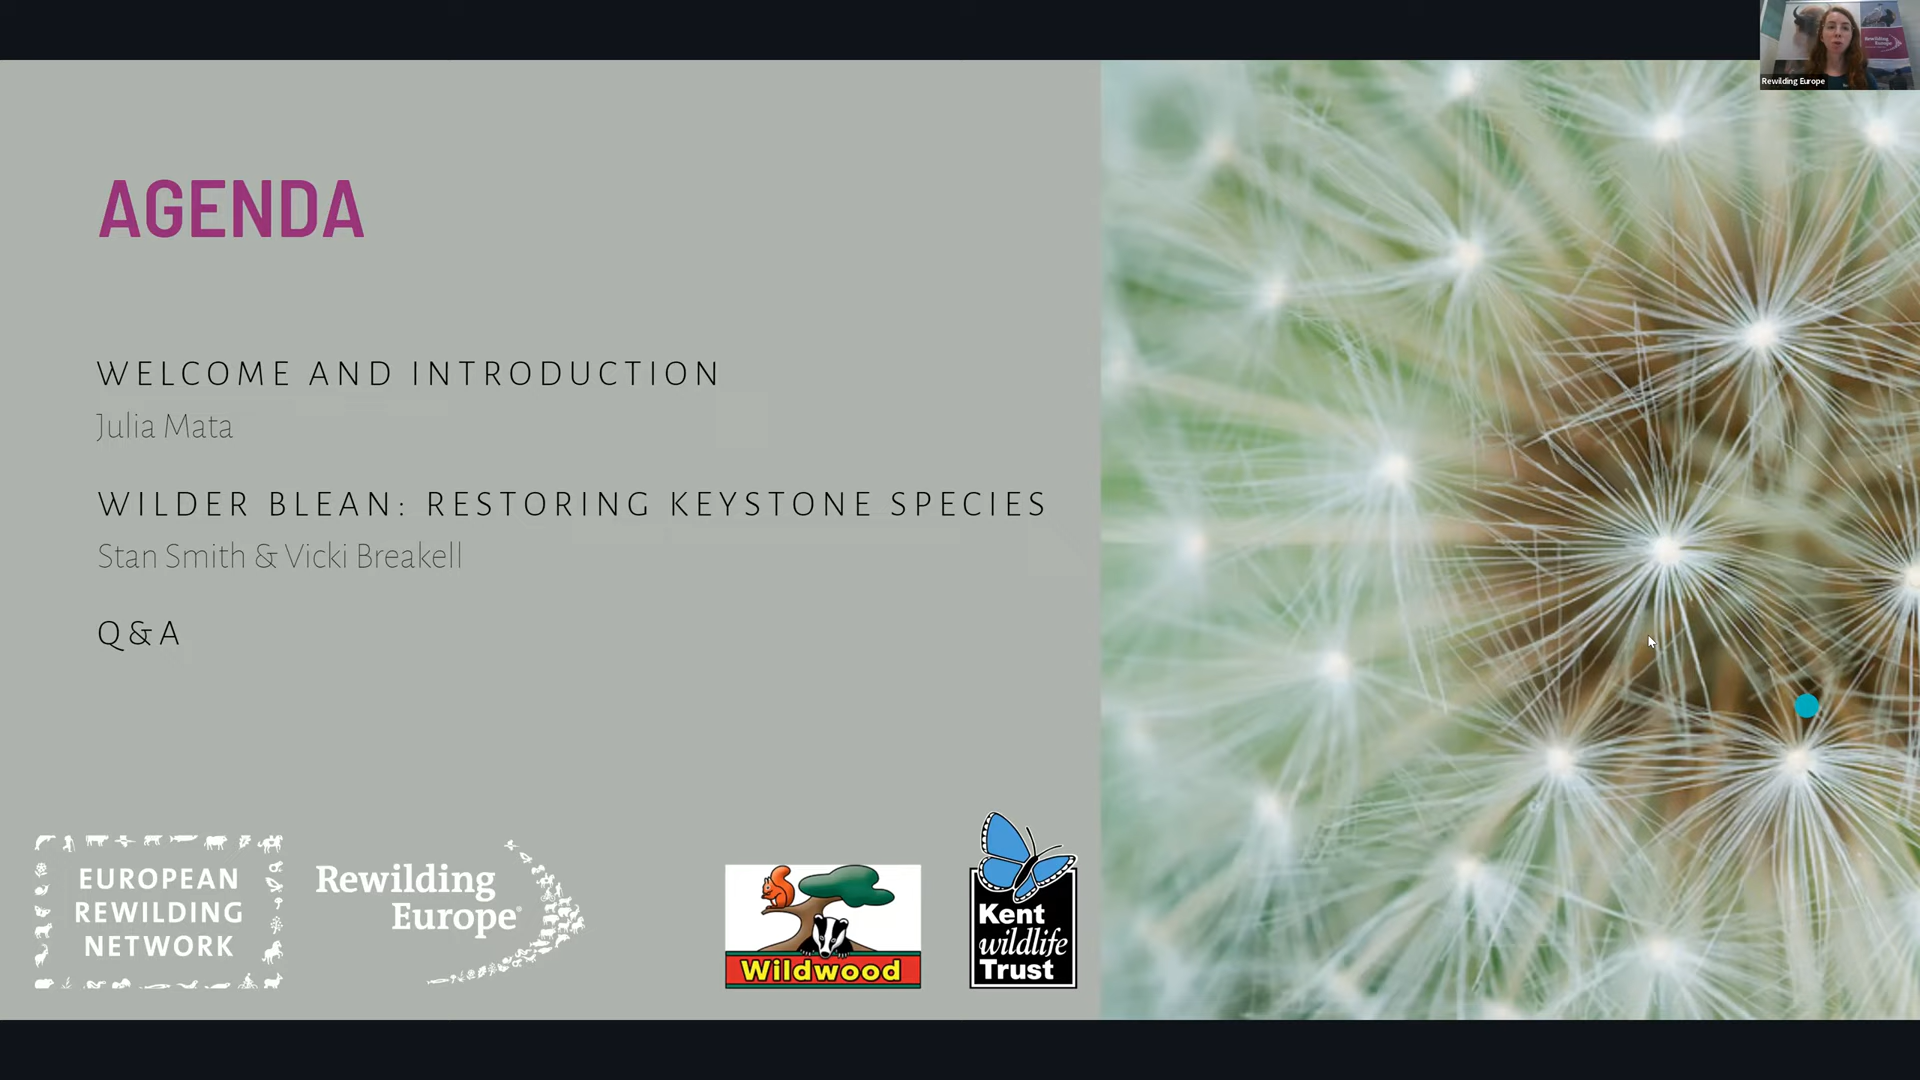 Rewilding Europe
AGENDA
WELCOME AND INTRODUCTION
Julia Mata
WILDER BLEAN: RESTORING KEYSTONE SPECIES
Stan Smith & Vicki Breakell
Q&A
EUROPEAN
REWILDING
NETWORK
Rewilding
Europe
Wildwood
Kent
wildlife
Trust